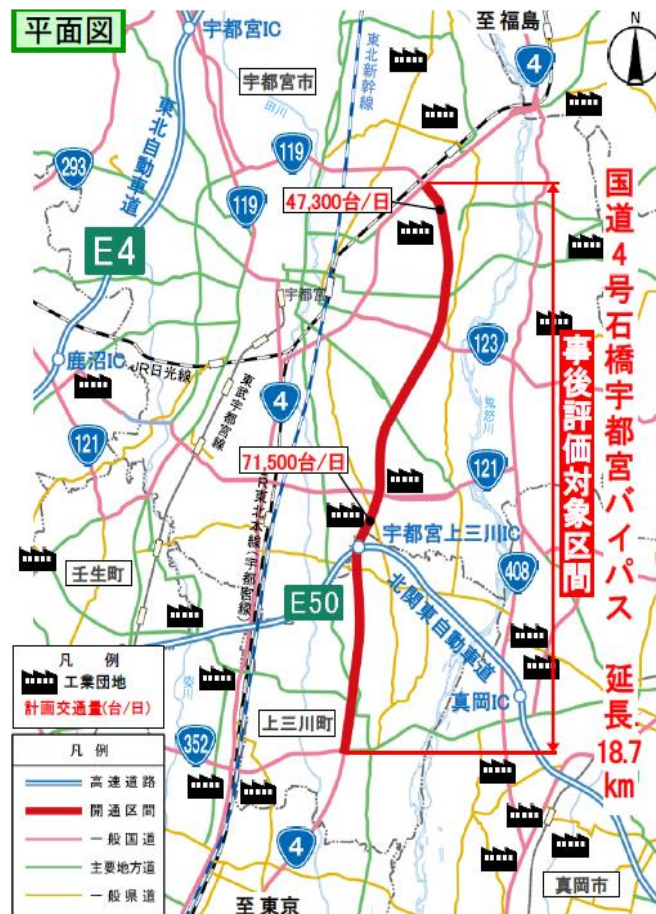 平面図
宇都宮IC
至 福島
N
4
宇都宮市
東北新幹線
田川
東北自動車道
293
119
119
47,300台/日
E4
宇都宮
123
鬼怒川
鹿沼IC
JR日光線
東武宇都宮線
4
121
71,500台/日
121
JR東北本線(宇都宮線)
宇都宮上三川IC
壬生町
408
E50
北関東自動車道
国道4号石橋宇都宮バイパス 延長18.7km
事後評価対象区間
凡 例
工業団地
計画交通量(台/日)
姿川
上三川町
真岡IC
352
凡 例
高速道路
開通区間
一般国道
主要地方道
一般県道
4
至 東京
真岡市